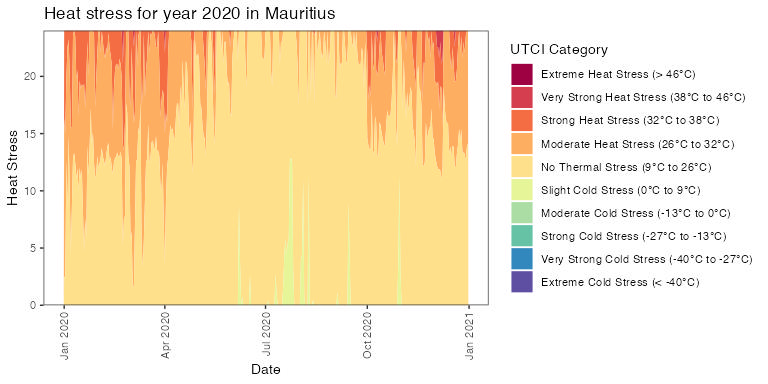 Heat stress for year 2020 in Mauritius
UTCI Category
Extreme Heat Stress (> 46°C)
Very Strong Heat Stress (38°C to 46°C)
Strong Heat Stress (32°C to 38°C)
Moderate Heat Stress (26°C to 32°C)
No Thermal Stress (9°C to 26°C)
Slight Cold Stress (0°C to 9°C)
Moderate Cold Stress (-13°C to 0°C)
Strong Cold Stress (-27°C to -13°C)
Very Strong Cold Stress (-40°C to -27°C)
Extreme Cold Stress (< -40°C)
Heat Stress
20
15
10
5
0
Jan 2020
Apr 2020
Jul 2020
Oct 2020
Jan 2021
Date